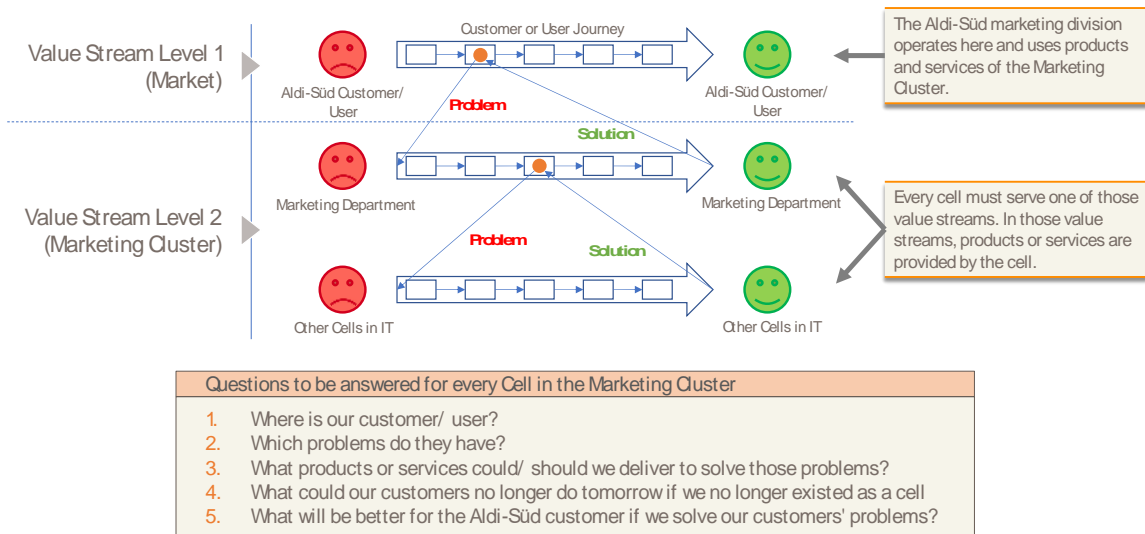 Value Stream Level 1
(Market)
Customer or User Journey
Aldi-Süd Customer/
User
Aldi-Süd Customer/
User
The Aldi-Süd marketing division
operates here and uses products
and services of the Marketing
Cluster.
Problem
Solution
Value Stream Level 2
(Marketing Cluster)
Marketing Department
Marketing Department
Every cell must serve one of those
value streams. In those value
streams, products or services are
provided by the cell.
Problem
Solution
Other Cells in IT
Other Cells in IT
Questions to be answered for every Cell in the Marketing Cluster
1. Where is our customer/ user?
2. Which problems do they have?
3. What products or services could/ should we deliver to solve those problems?
4. What could our customers no longer do tomorrow if we no longer existed as a cell
5. What will be better for the Aldi-Süd customer if we solve our customers' problems?